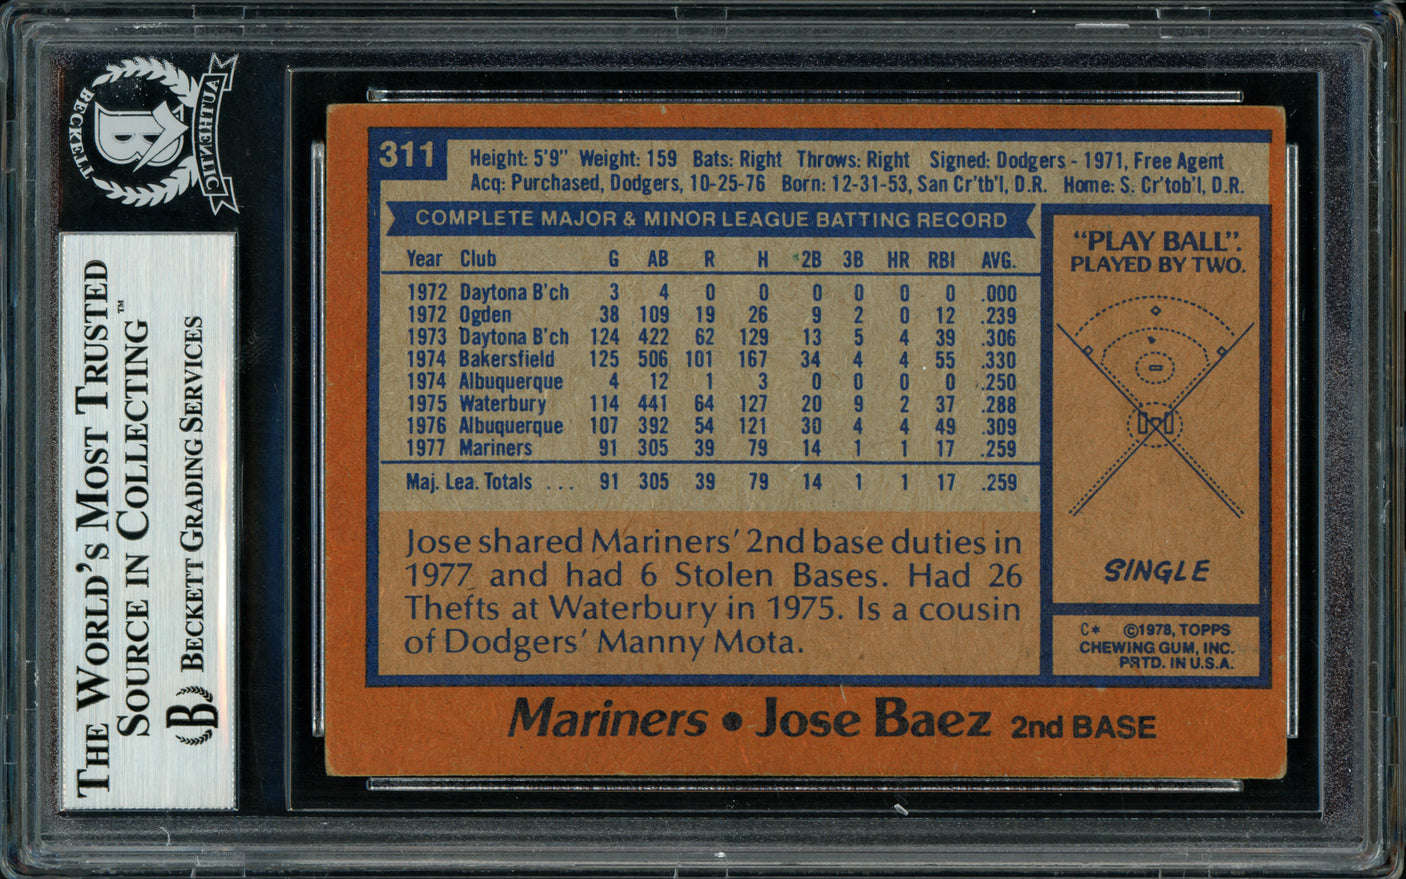 AUTHENTIC
BECKETT
B
THE WORLD'S MOST TRUSTED
SOURCE IN COLLECTING™
B BECKETT GRADING SERVICES
311
Height: 5'9" Weight: 159 Bats: Right Throws: Right Signed: Dodgers - 1971, Free Agent
Acq: Purchased, Dodgers, 10-25-76 Born: 12-31-53, San Cr'tb'l, D.R. Home: S. Cr'tob'l, D.R.
COMPLETE MAJOR & MINOR LEAGUE BATTING RECORD
Year Club G AB R H 2B 3B HR RBI AVG.
1972 Daytona B'ch 3 4 0 0 0 0 0 0 .000
1972 Ogden 38 109 19 26 9 2 0 12 .239
1973 Daytona B'ch 124 422 62 129 13 5 4 39 .306
1974 Bakersfield 125 506 101 167 34 4 4 55 .330
1974 Albuquerque 4 12 1 3 0 0 0 0 .250
1975 Waterbury 114 441 64 127 20 9 2 37 .288
1976 Albuquerque 107 392 54 121 30 4 4 49 .309
1977 Mariners 91 305 39 79 14 1 1 17 .259
Maj. Lea. Totals ... 91 305 39 79 14 1 1 17 .259
Jose shared Mariners' 2nd base duties in
1977 and had 6 Stolen Bases. Had 26
Thefts at Waterbury in 1975. Is a cousin
of Dodgers' Manny Mota.
"PLAY BALL".
PLAYED BY TWO.
SINGLE
C* ©1978, TOPPS
CHEWING GUM, INC.
PRTD. IN U.S.A.
Mariners • Jose Baez 2nd BASE